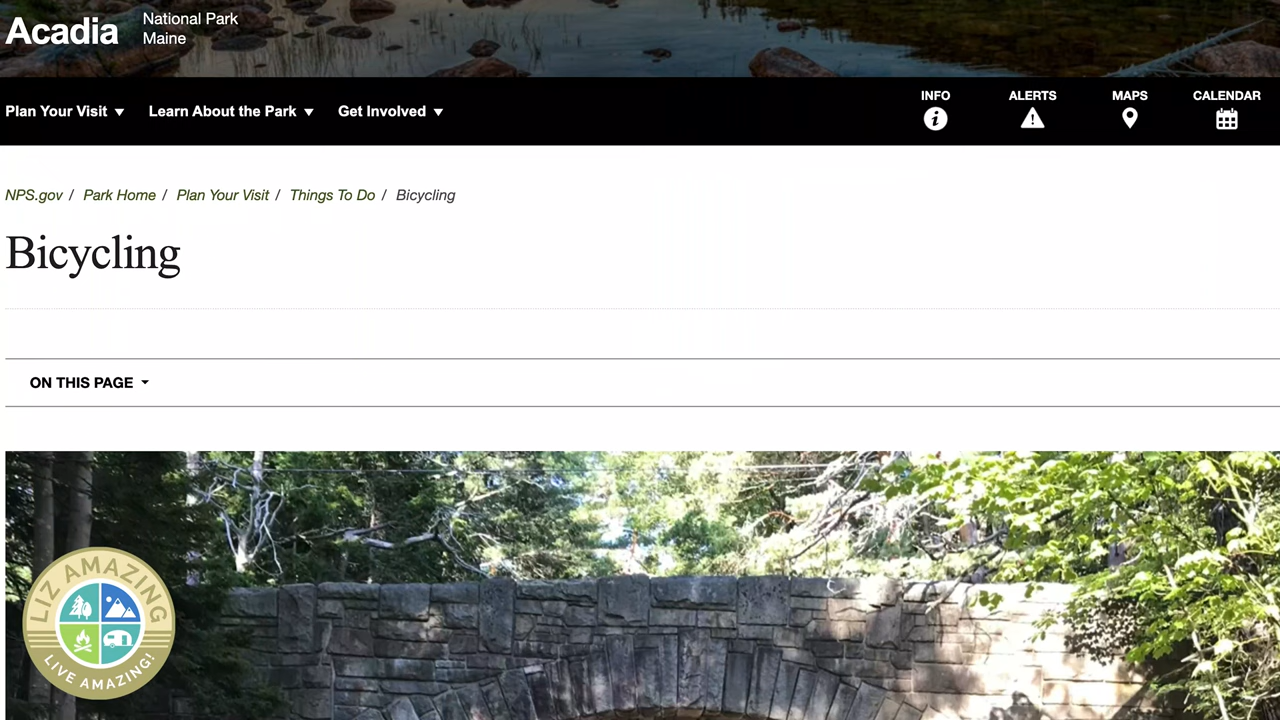 Acadia
National Park
Maine
Plan Your Visit
Learn About the Park
Get Involved
INFO
ALERTS
MAPS
CALENDAR
NPS.gov / Park Home / Plan Your Visit / Things To Do / Bicycling
Bicycling
ON THIS PAGE
LIZ AMAZING
LIVE AMAZING!